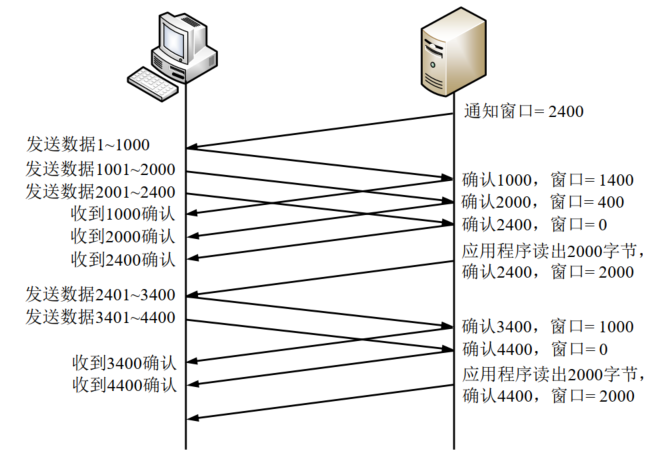 通知窗口= 2400
发送数据1~1000
发送数据1001~2000
确认1000，窗口= 1400
发送数据2001~2400
确认2000，窗口= 400
收到1000确认
确认2400，窗口= 0
收到2000确认
应用程序读出2000字节，
收到2400确认
确认2400，窗口= 2000
发送数据2401~3400
发送数据3401~4400
确认3400，窗口= 1000
确认4400，窗口= 0
收到3400确认
应用程序读出2000字节，
收到4400确认
确认4400，窗口= 2000